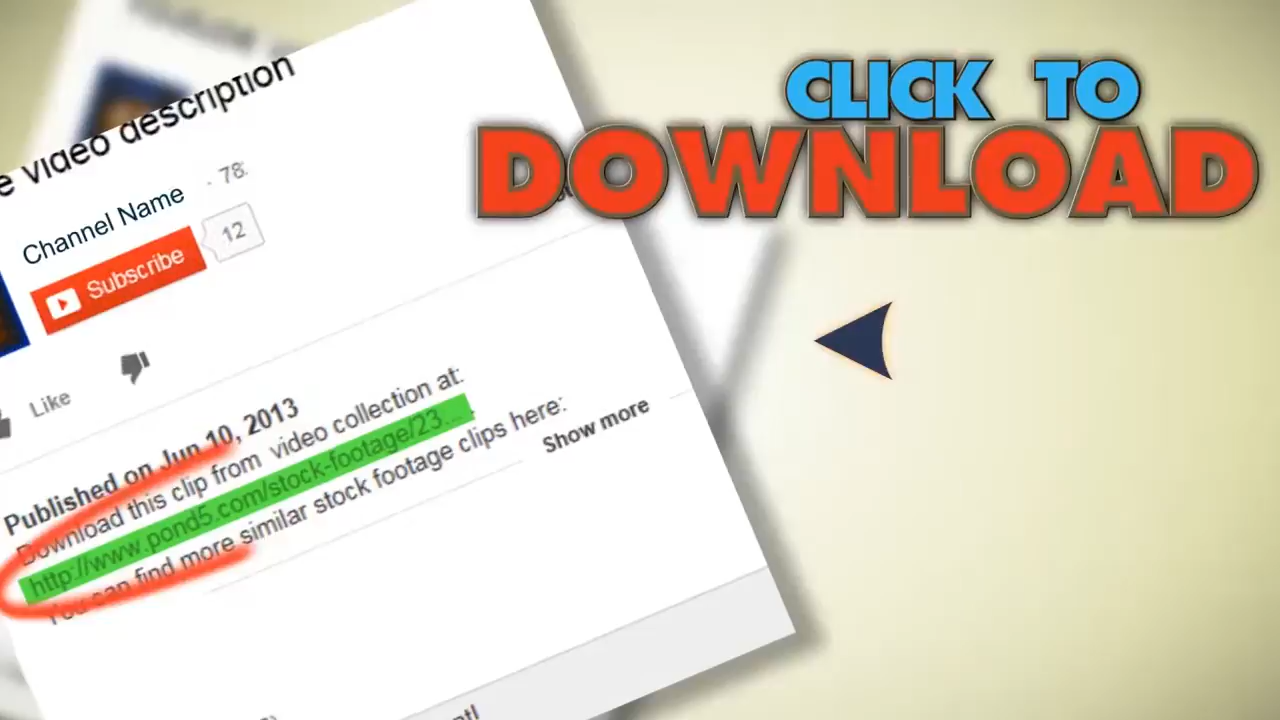 CLICK TO
DOWNLOAD
e video description
Channel Name
78
Subscribe
12
Like
Published on Jun 10, 2013
Download this clip from video collection at:
http://www.pond5.com/stock-footage/23...
You can find more similar stock footage clips here:
Show more